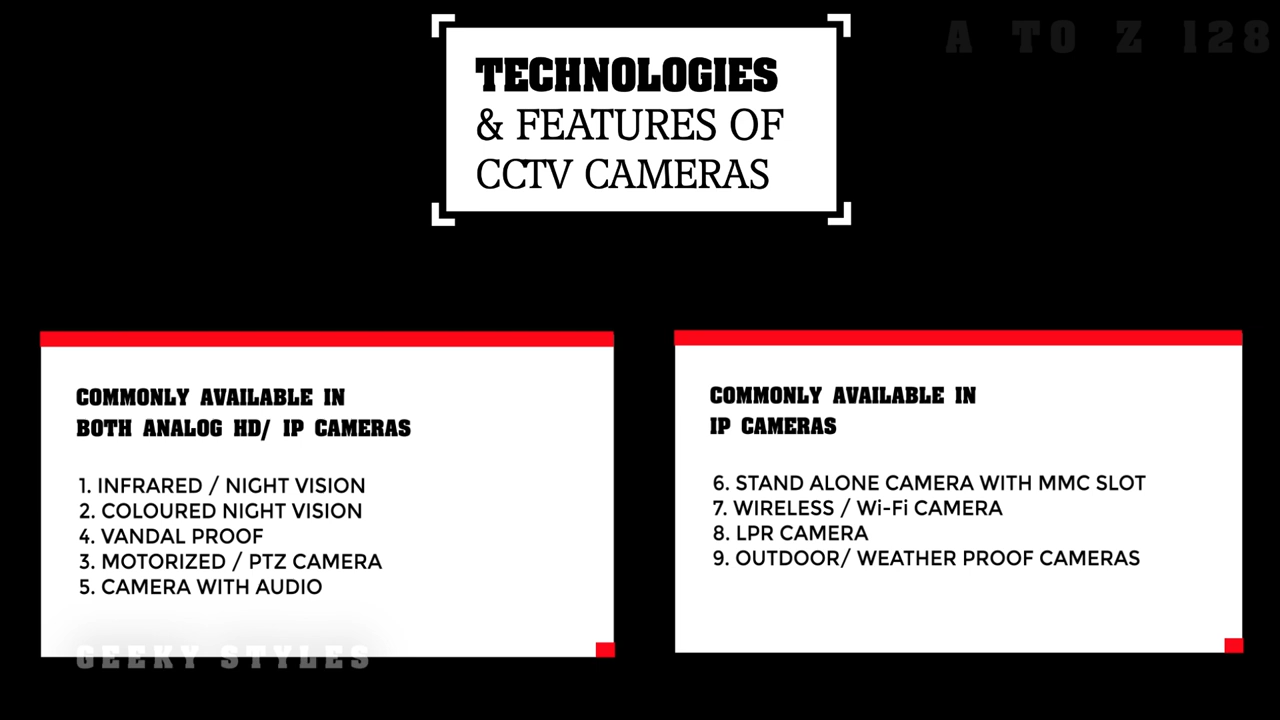 A TO Z 128
TECHNOLOGIES
& FEATURES OF
CCTV CAMERAS
COMMONLY AVAILABLE IN
BOTH ANALOG HD/ IP CAMERAS
1. INFRARED / NIGHT VISION
2. COLOURED NIGHT VISION
4. VANDAL PROOF
3. MOTORIZED / PTZ CAMERA
5. CAMERA WITH AUDIO
COMMONLY AVAILABLE IN
IP CAMERAS
6. STAND ALONE CAMERA WITH MMC SLOT
7. WIRELESS / Wi-Fi CAMERA
8. LPR CAMERA
9. OUTDOOR/ WEATHER PROOF CAMERAS
GEEKY STYLES